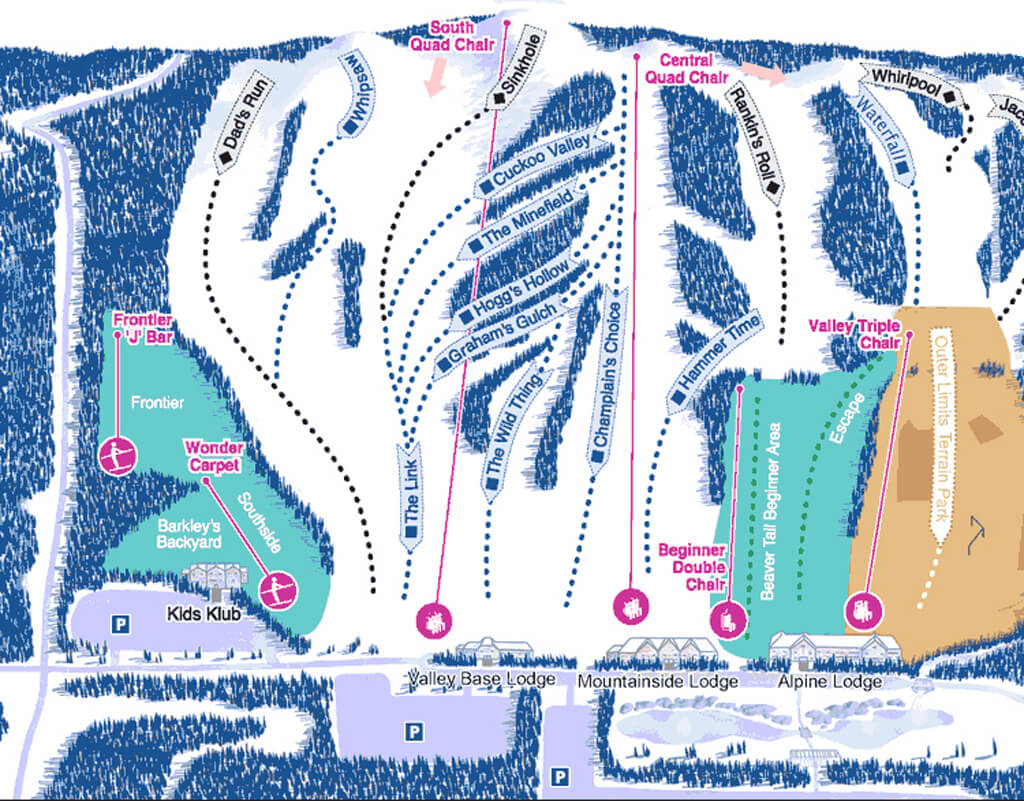 South
Quad Chair
Sinkhole
Whipsaw
Dad's Run
Central
Quad Chair
Rankin's Roll
Whirlpool
Waterfall
Cuckoo Valley
The Minefield
Hogg's Hollow
Graham's Gulch
Champlain's Choice
The Wild Thing
Hammer Time
The Link
Frontier
'J' Bar
Frontier
Wonder
Carpet
Southside
Barkley's
Backyard
Kids Klub
Valley Triple
Chair
Escape
Outer Limits Terrain Park
Beaver Tail Beginner Area
Beginner
Double
Chair
Valley Base Lodge
Mountainside Lodge
Alpine Lodge
P
P
P